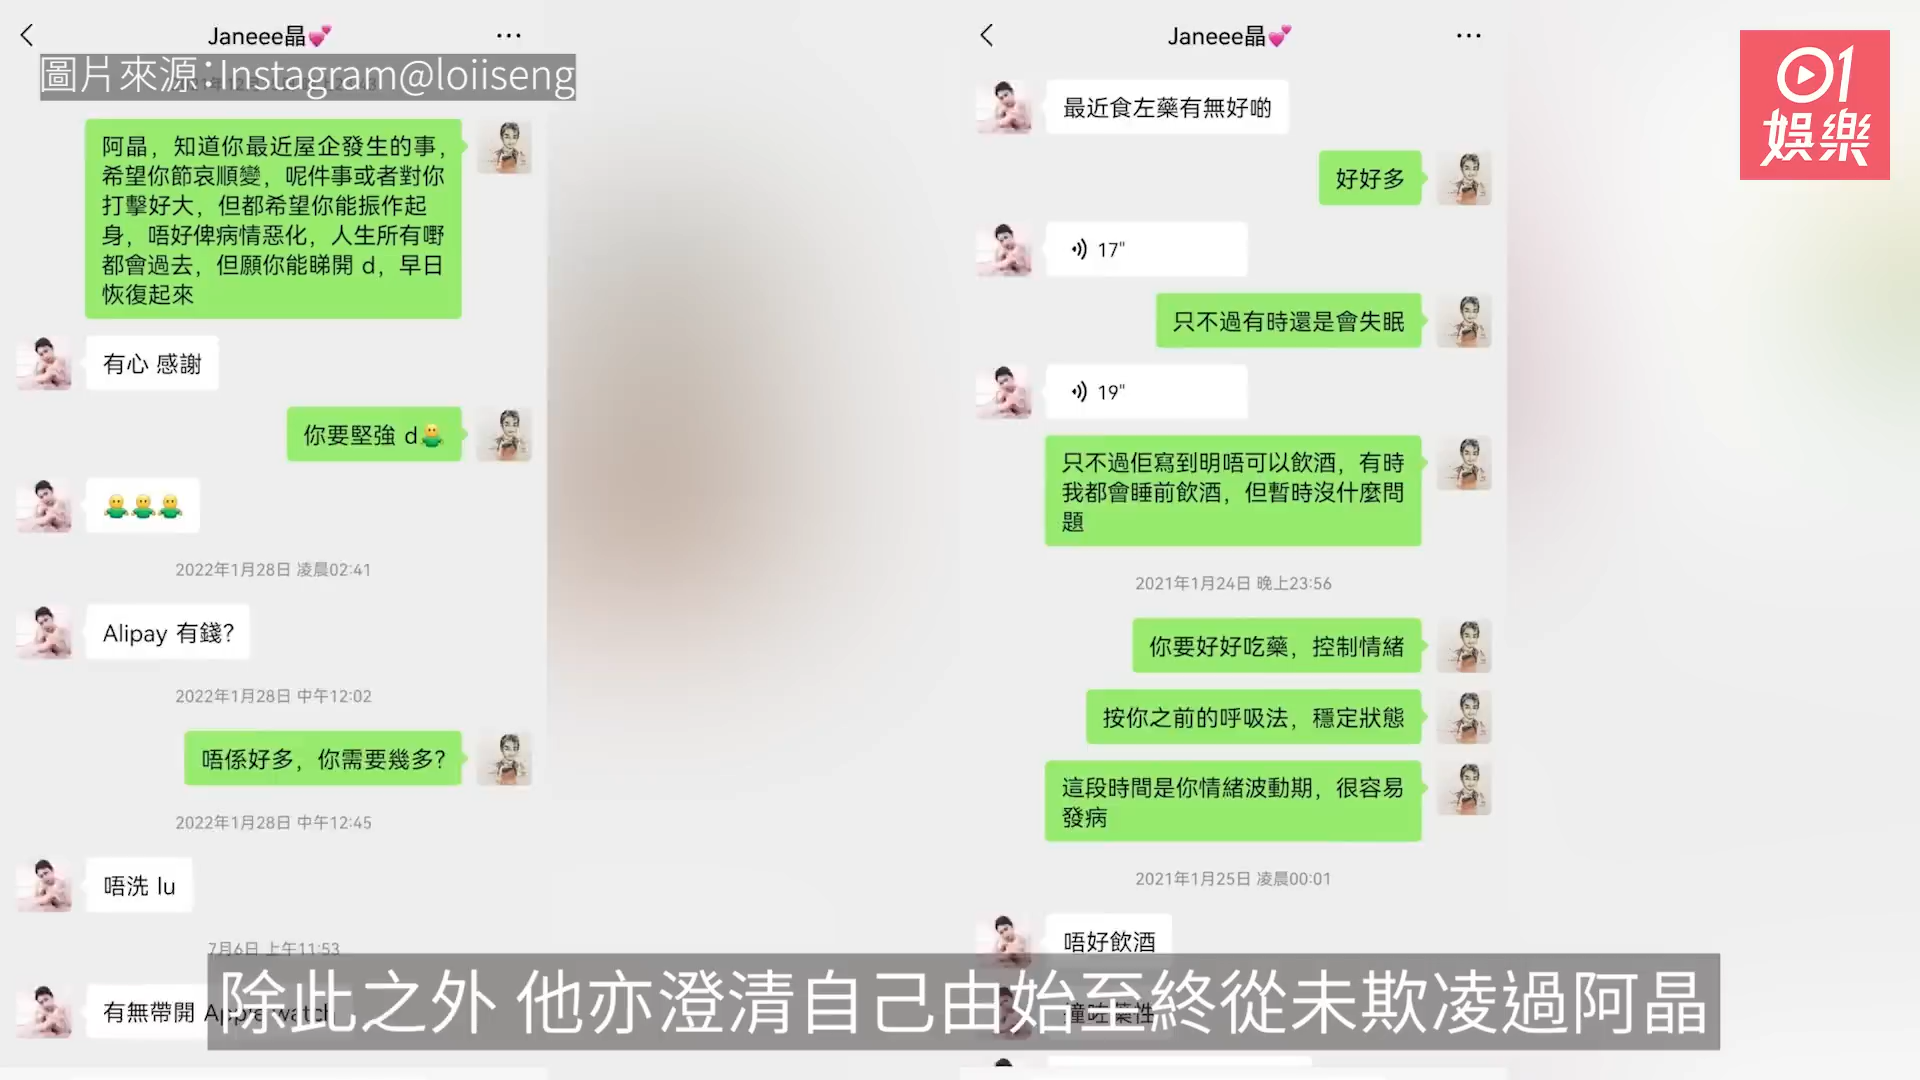 Janeee晶💕
圖片來源：Instagram@loiiseng
阿晶，知道你最近屋企發生的事，
希望你節哀順變，呢件事或者對你
打擊好大，但都希望你能振作起
身，唔好俾病情惡化，人生所有嘢
都會過去，但願你能睇開 d，早日
恢復起來
有心 感謝
你要堅強 d
2022年1月28日 凌晨02:41
Alipay 有錢?
2022年1月28日 中午12:02
唔係好多，你需要幾多?
2022年1月28日 中午12:45
唔洗 lu
7月6日 上午11:53
有無帶開 Apple watch
Janeee晶💕
最近食左藥有無好啲
好好多
17"
只不過有時還是會失眠
19"
只不過佢寫到明唔可以飲酒，有時
我都會睡前飲酒，但暫時沒什麼問
題
2021年1月24日 晚上23:56
你要好好吃藥，控制情緒
按你之前的呼吸法，穩定狀態
這段時間是你情緒波動期，很容易
發病
2021年1月25日 凌晨00:01
唔好飲酒
01
娛樂
除此之外 他亦澄清自己由始至終從未欺凌過阿晶